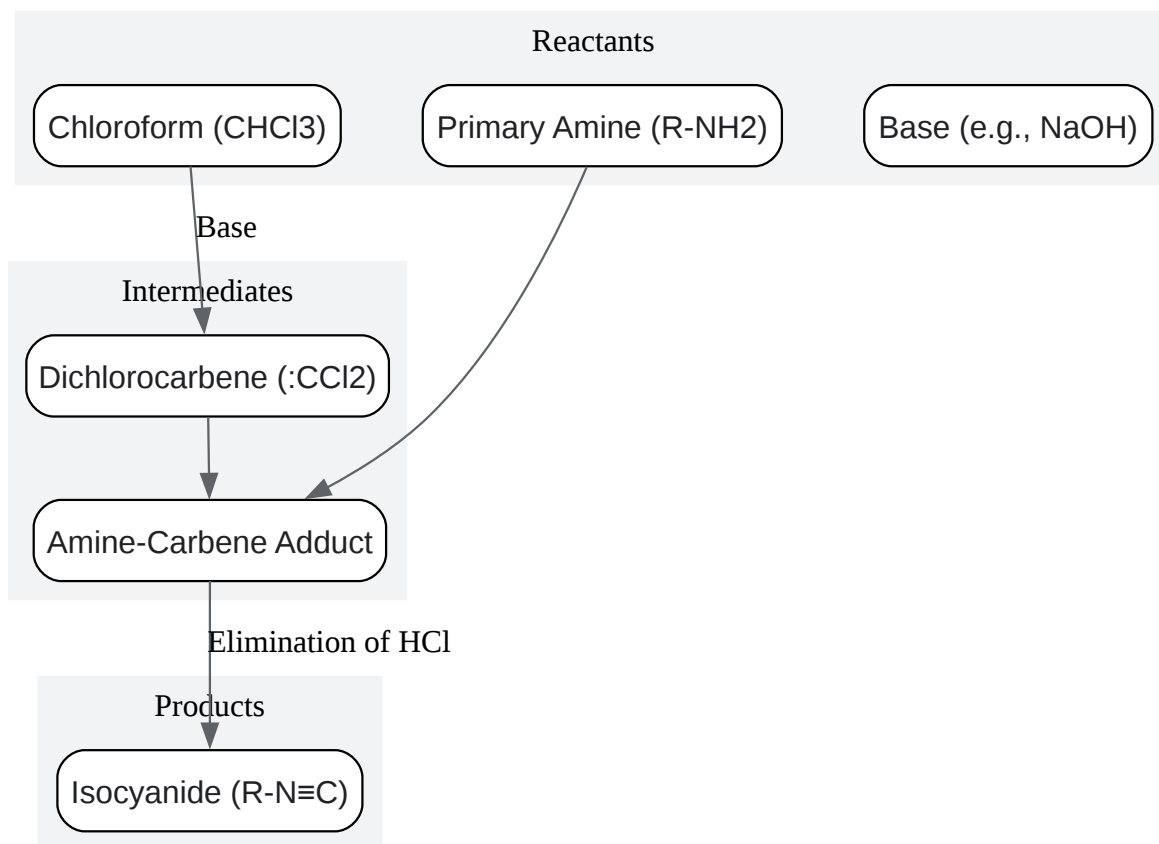 Reactants
Chloroform (CHCl3)
Primary Amine (R-NH2)
Base (e.g., NaOH)
Base
Intermediates
Dichlorocarbene (:CCl2)
Amine-Carbene Adduct
Elimination of HCl
Products
Isocyanide (R-N≡C)